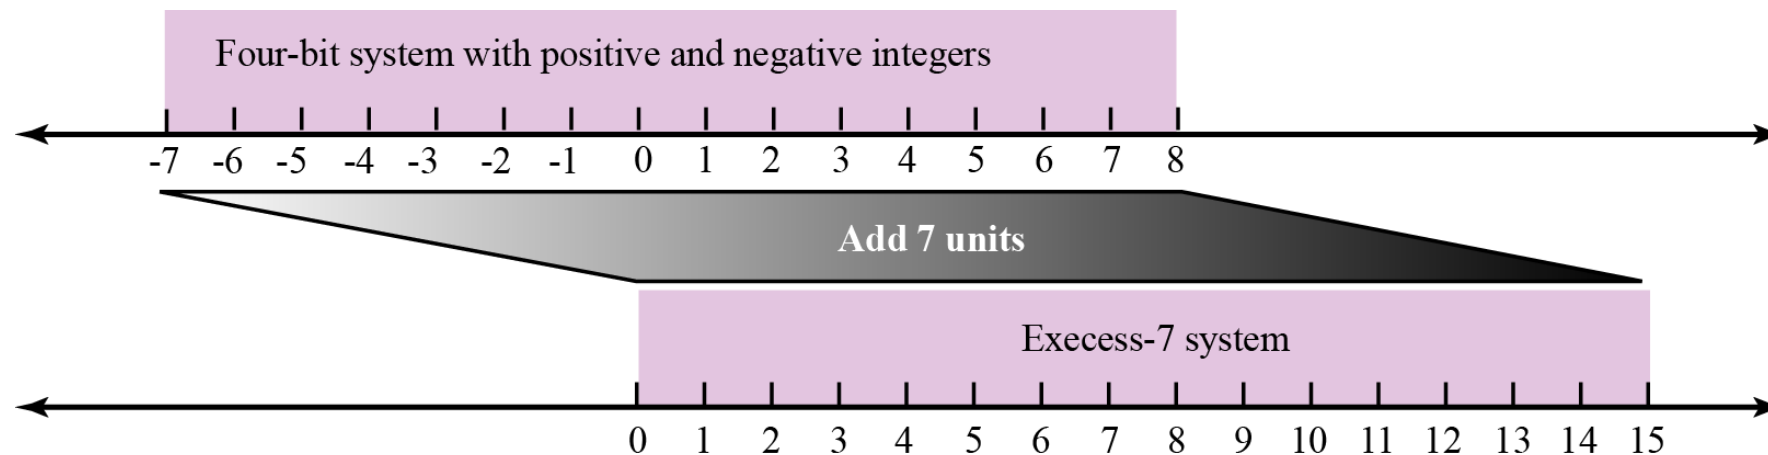 Four-bit system with positive and negative integers
-7 -6 -5 -4 -3 -2 -1 0 1 2 3 4 5 6 7 8
Add 7 units
Execess-7 system
0 1 2 3 4 5 6 7 8 9 10 11 12 13 14 15